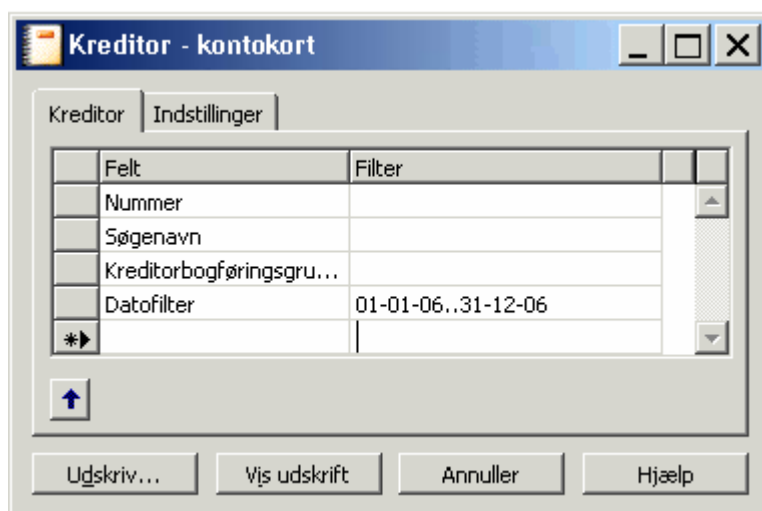 Kreditor - kontokort
Kreditor Indstillinger
Felt Filter
Nummer
Søgenavn
Kreditorbogføringsgru...
Datofilter 01-01-06..31-12-06
Udskriv... Vis udskrift Annuller Hjælp